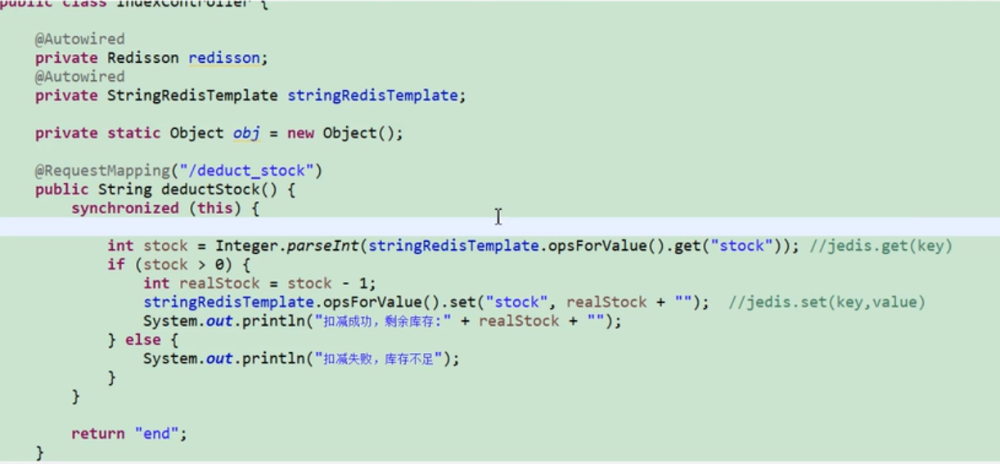 public class IndexController {
@Autowired
private Redisson redisson;
@Autowired
private StringRedisTemplate stringRedisTemplate;
private static Object obj = new Object();
@RequestMapping("/deduct_stock")
public String deductStock() {
synchronized (this) {
int stock = Integer.parseInt(stringRedisTemplate.opsForValue().get("stock")); //jedis.get(key)
if (stock > 0) {
int realStock = stock - 1;
stringRedisTemplate.opsForValue().set("stock", realStock + ""); //jedis.set(key,value)
System.out.println("扣减成功，剩余库存:" + realStock + "");
} else {
System.out.println("扣减失败，库存不足");
}
}
return "end";
}